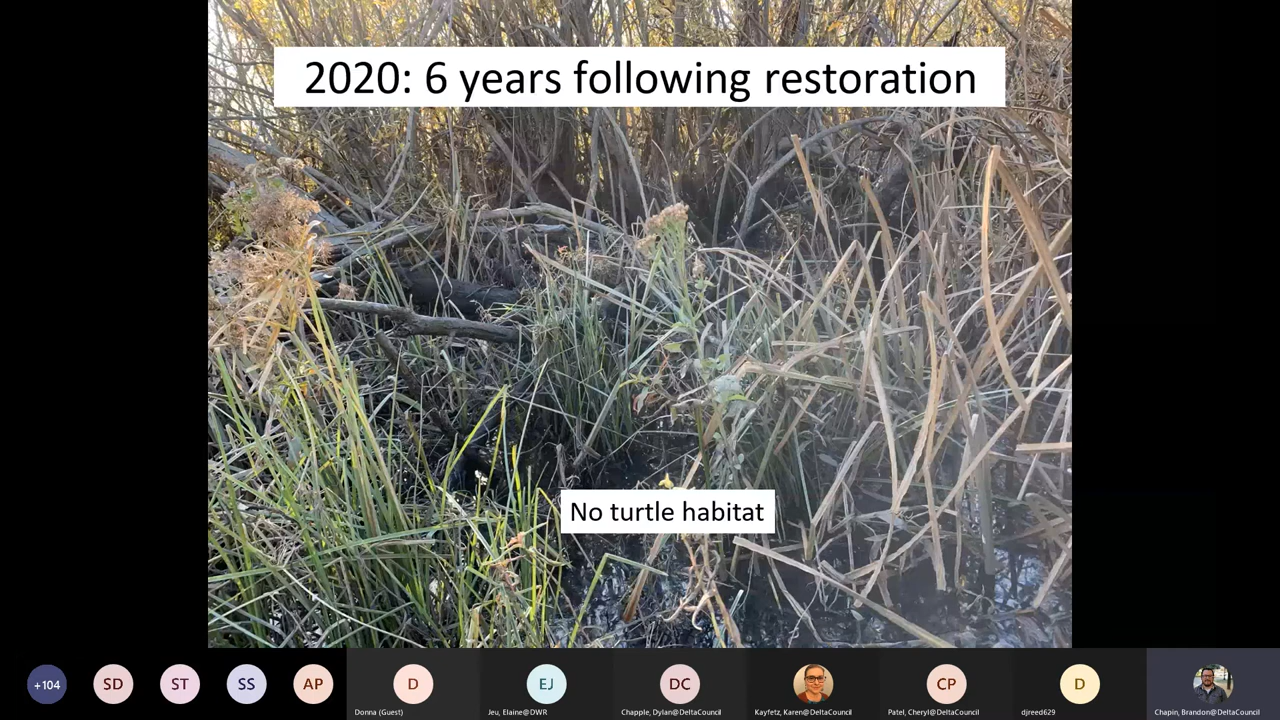 2020: 6 years following restoration
No turtle habitat
+104
SD
ST
SS
AP
D
EJ
DC
CP
D
Donna (Guest)
Jeu, Elaine@DWR
Chapple, Dylan@DeltaCouncil
Kayfetz, Karen@DeltaCouncil
Patel, Cheryl@DeltaCouncil
djreed629
Chapin, Brandon@DeltaCouncil